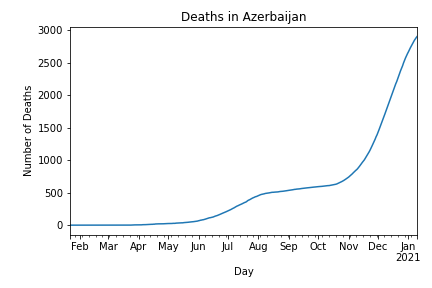 Deaths in Azerbaijan
Number of Deaths
3000
2500
2000
1500
1000
500
0
Feb Mar Apr May Jun Jul Aug Sep Oct Nov Dec Jan
2021
Day